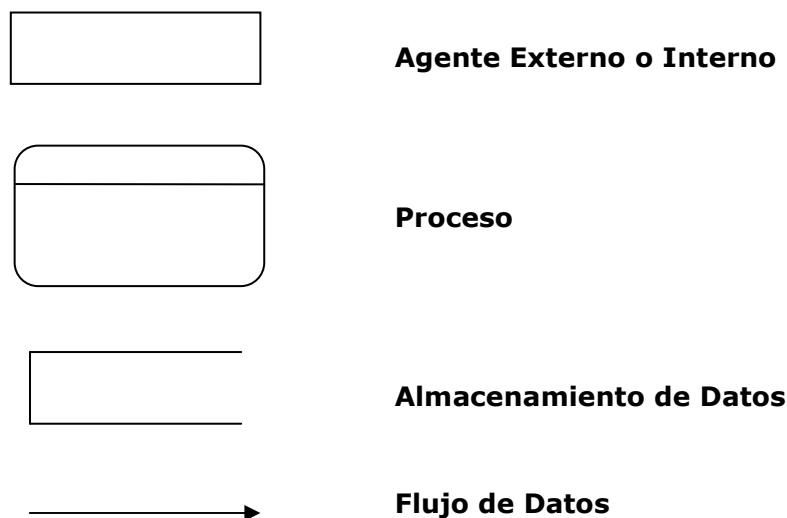 Agente Externo o Interno
Proceso
Almacenamiento de Datos
Flujo de Datos